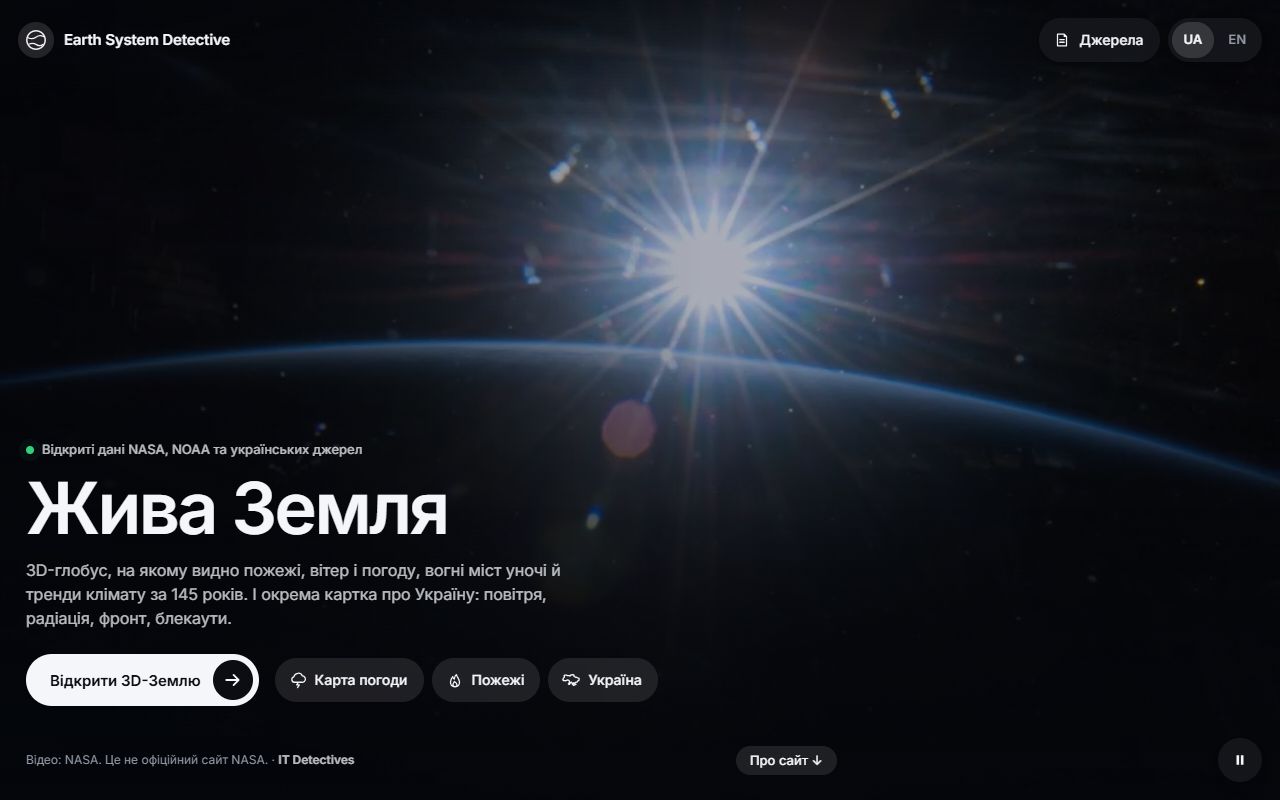 Earth System Detective
Джерела
UA
EN
Відкриті дані NASA, NOAA та українських джерел
Жива Земля
3D-глобус, на якому видно пожежі, вітер і погоду, вогні міст уночі й
тренди клімату за 145 років. І окрема картка про Україну: повітря,
радіація, фронт, блекаути.
Відкрити 3D-Землю
Карта погоди
Пожежі
Україна
Відео: NASA. Це не офіційний сайт NASA. · IT Detectives
Про сайт ↓